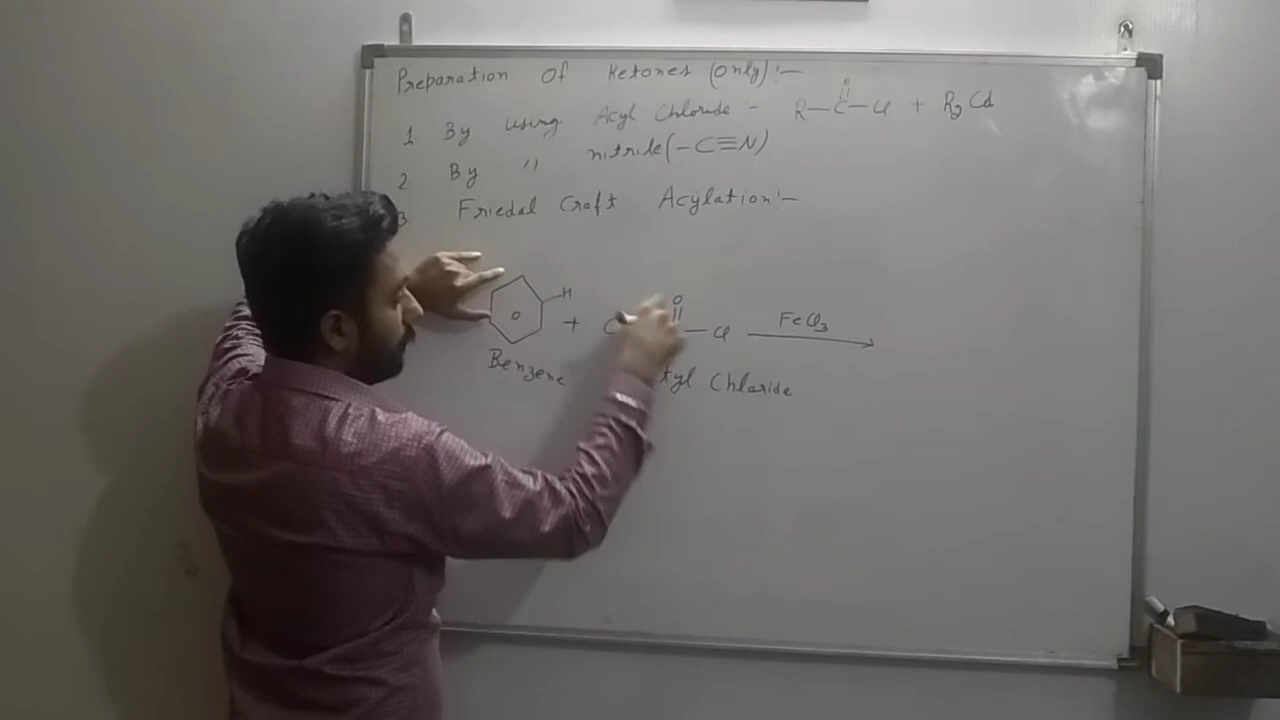 Preparation Of Ketones (only) :-
1 By using Acyl Chloride - R-C-Cl + R2Cd
2 By " nitrile (-C≡N)
3 Friedal Craft Acylation :-
H O
+ C -Cl FeCl3
Benzene tyl Chloride